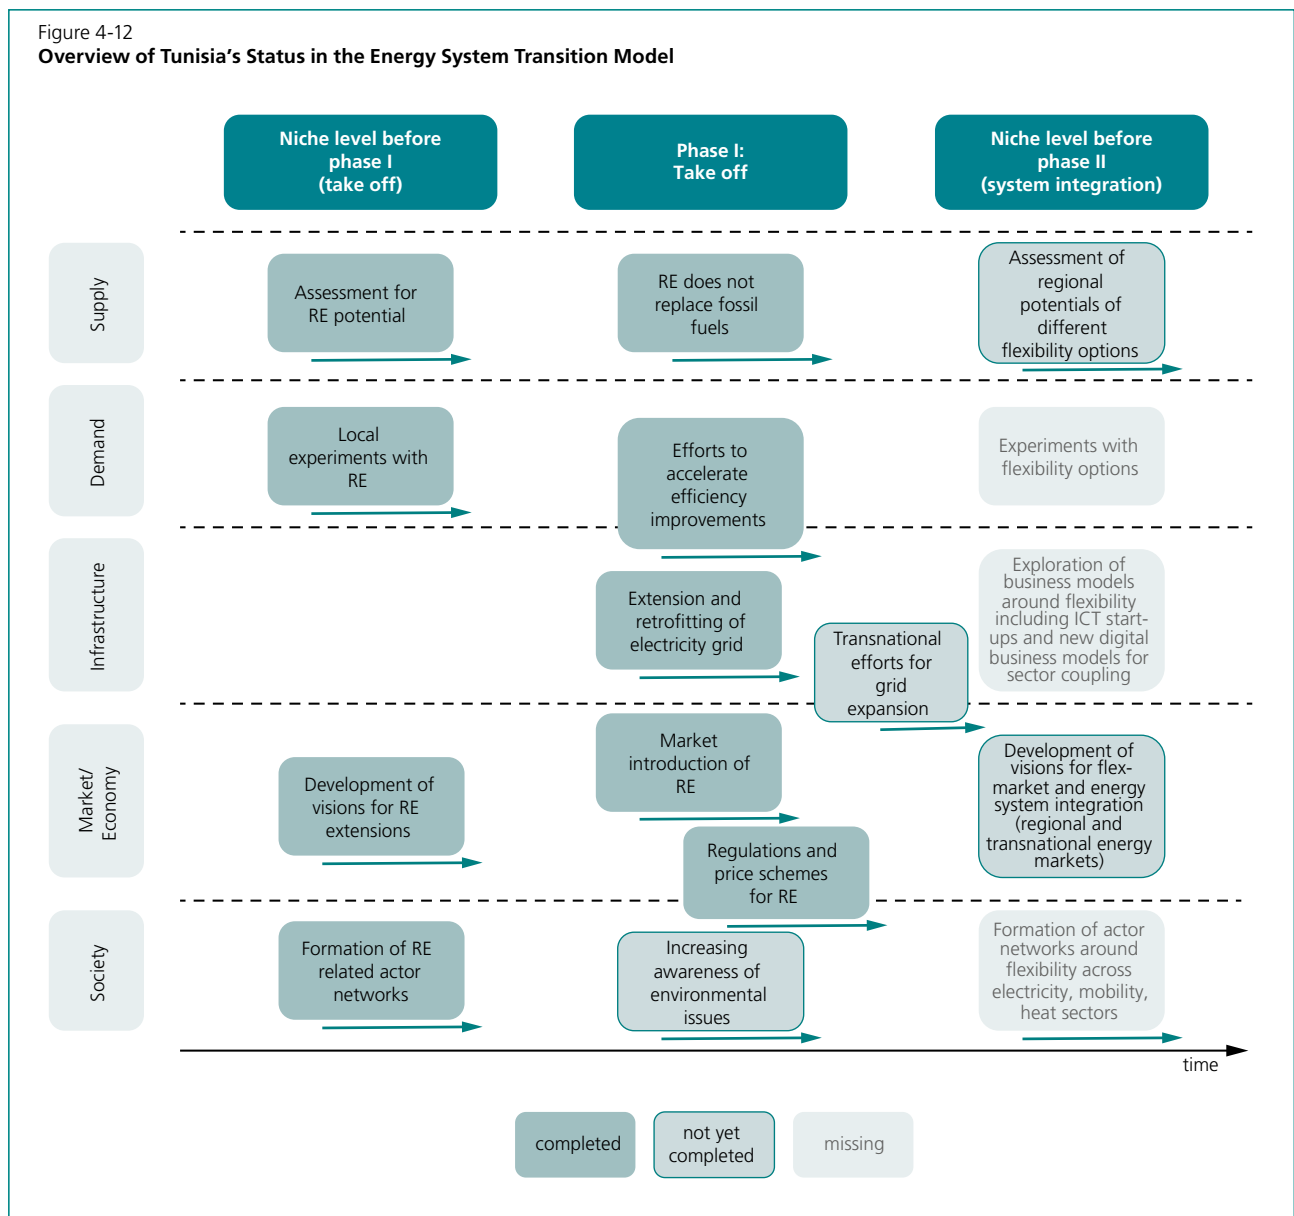 Figure 4-12
Overview of Tunisia's Status in the Energy System Transition Model
Niche level before
phase I
(take off)
Phase I:
Take off
Niche level before
phase II
(system integration)
Supply
Assessment for
RE potential
RE does not
replace fossil
fuels
Assessment of
regional
potentials of
different
flexibility options
Demand
Local
experiments with
RE
Efforts to
accelerate
efficiency
improvements
Experiments with
flexibility options
Infrastructure
Extension and
retrofitting of
electricity grid
Transnational
efforts for
grid
expansion
Exploration of
business models
around flexibility
including ICT start-
ups and new digital
business models for
sector coupling
Market/
Economy
Development of
visions for RE
extensions
Market
introduction of
RE
Regulations and
price schemes
for RE
Development of
visions for flex-
market and energy
system integration
(regional and
transnational energy
markets)
Society
Formation of RE
related actor
networks
Increasing
awareness of
environmental
issues
Formation of actor
networks around
flexibility across
electricity, mobility,
heat sectors
time
completed
not yet
completed
missing